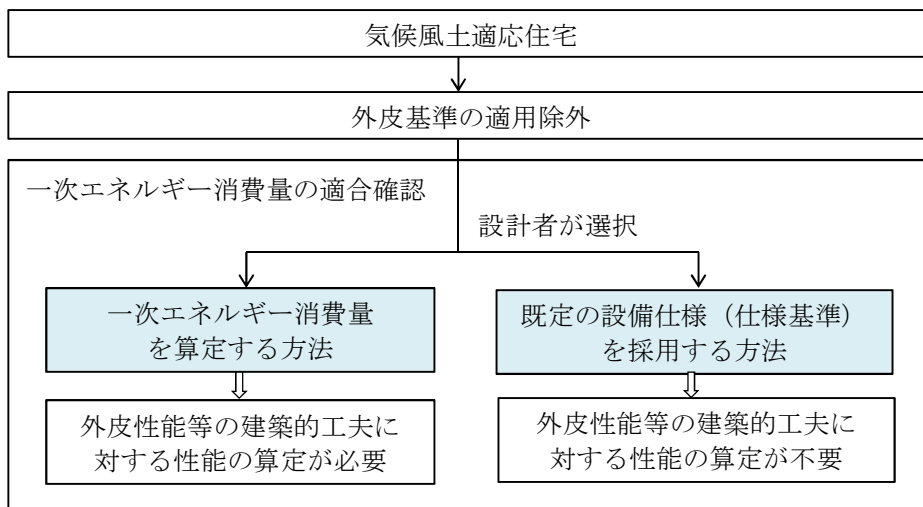 気候風土適応住宅
外皮基準の適用除外
一次エネルギー消費量の適合確認
設計者が選択
一次エネルギー消費量
を算定する方法
既定の設備仕様（仕様基準）
を採用する方法
外皮性能等の建築的工夫に
対する性能の算定が必要
外皮性能等の建築的工夫に
対する性能の算定が不要